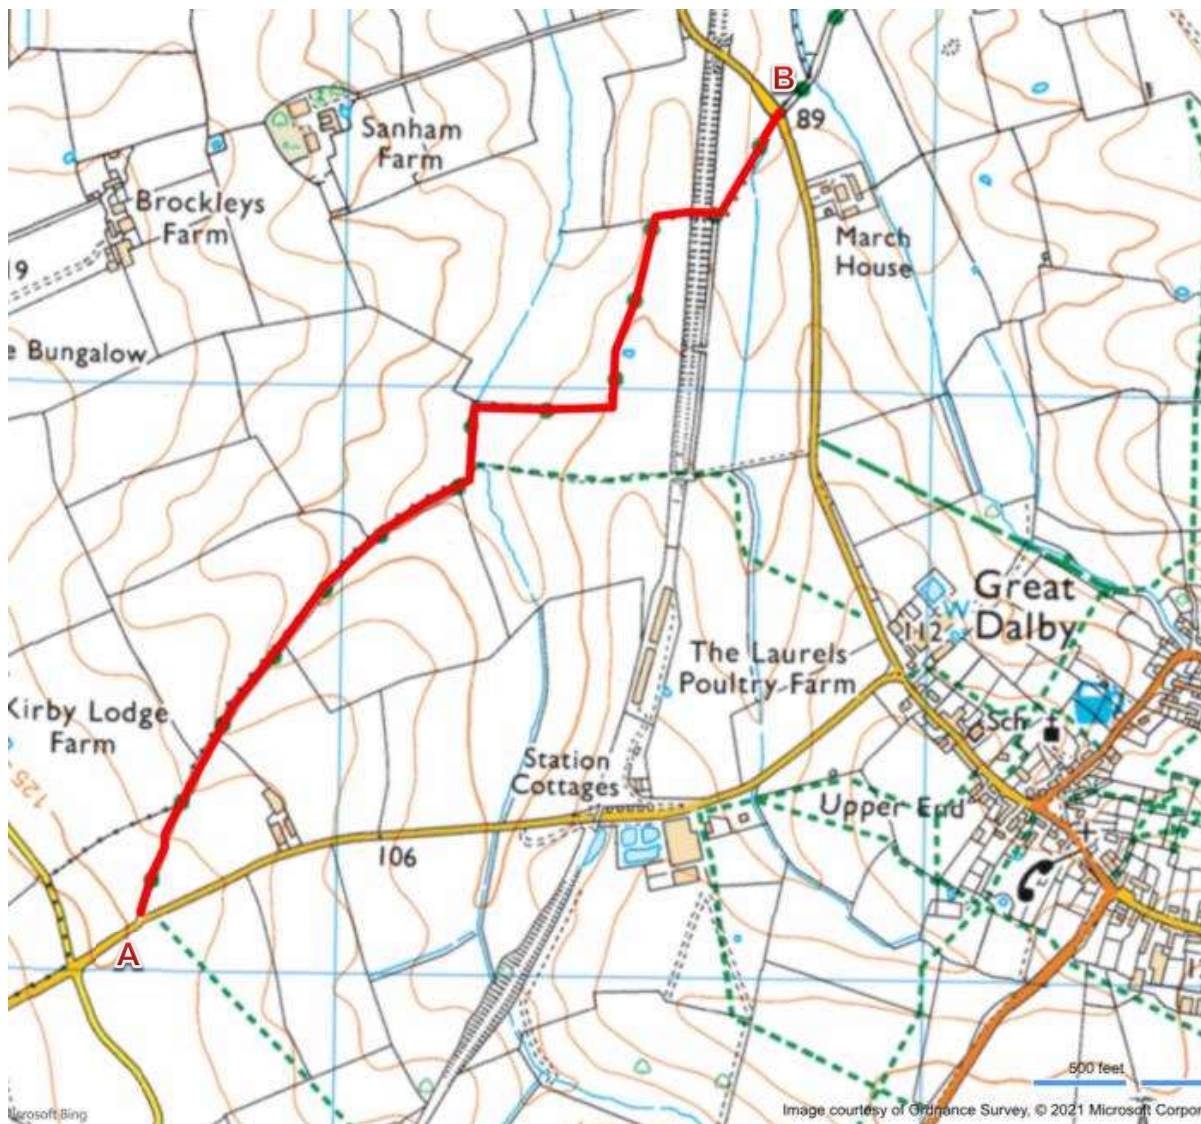 B
89
Sanham
Farm
Brockleys
Farm
March
House
19
e Bungalow
Great
Dalby
W
112
The Laurels
Poultry Farm
Kirby Lodge
Farm
Sch
125
Station
Cottages
Upper End
106
A
500 feet
Image courtesy of Ordnance Survey, © 2021 Microsoft Corpor
crosoft Bing